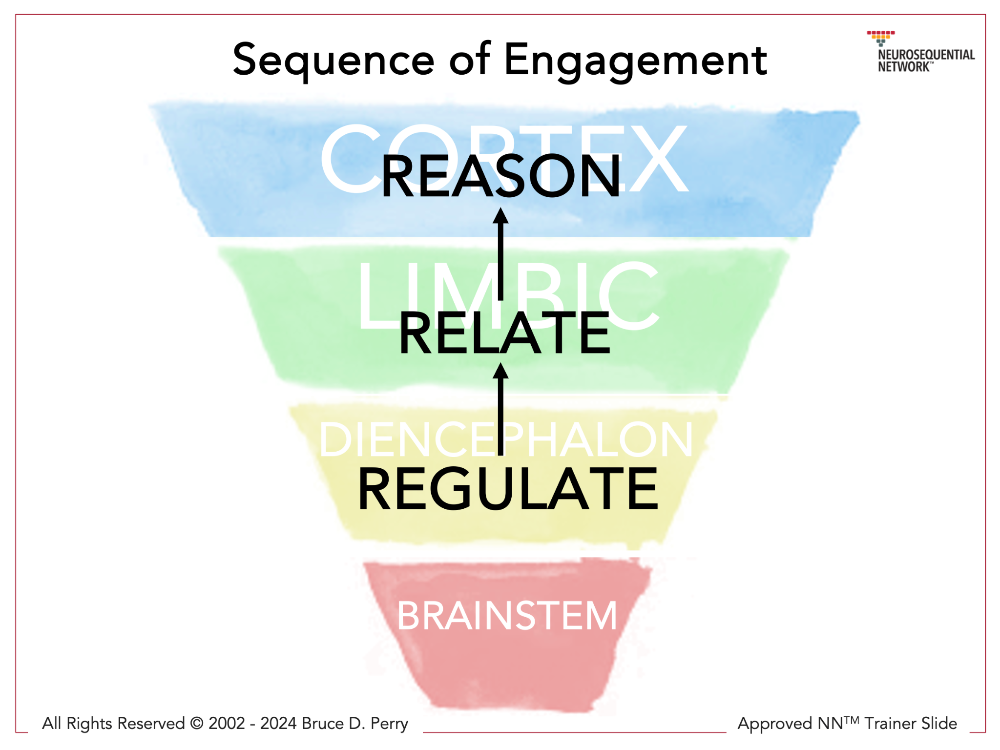 Sequence of Engagement
NEUROSEQUENTIAL
NETWORK™
CORTEX
REASON
LIMBIC
RELATE
DIENCEPHALON
REGULATE
BRAINSTEM
All Rights Reserved © 2002 - 2024 Bruce D. Perry
Approved NN™ Trainer Slide